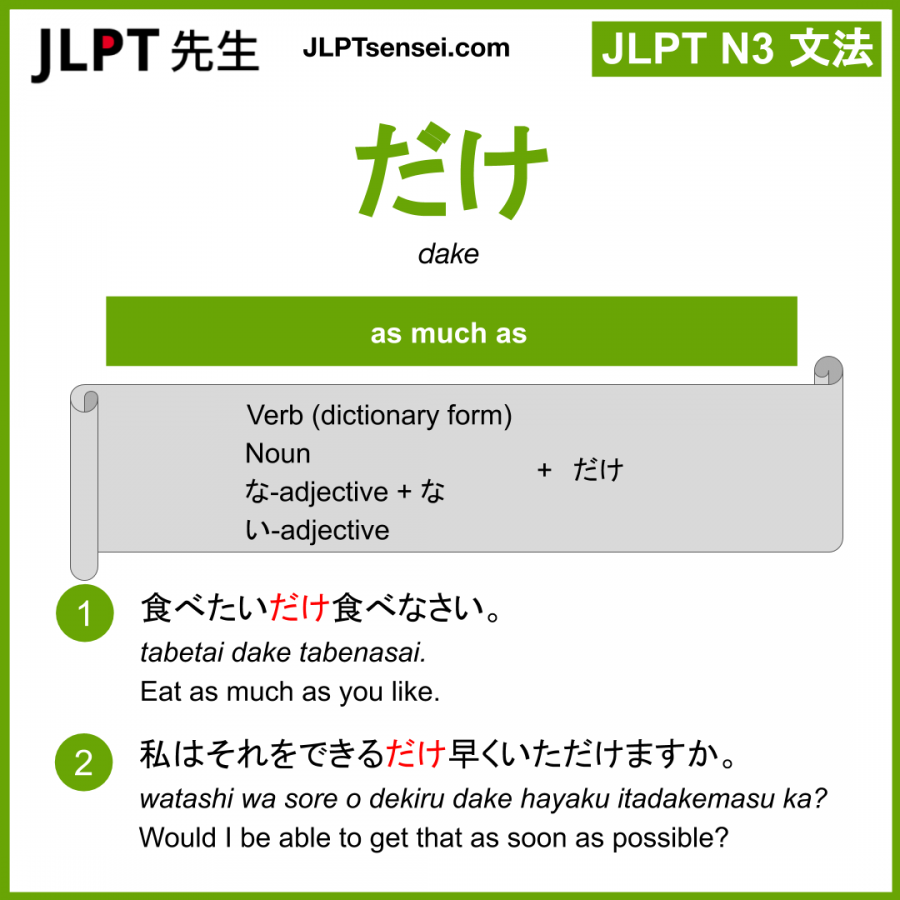 JLPT 先生
JLPTsensei.com
JLPT N3 文法
だけ
dake
as much as
Verb (dictionary form)
Noun
な-adjective + な
い-adjective
+ だけ
1
食べたいだけ食べなさい。
tabetai dake tabenasai.
Eat as much as you like.
2
私はそれをできるだけ早くいただけますか。
watashi wa sore o dekiru dake hayaku itadakemasu ka?
Would I be able to get that as soon as possible?